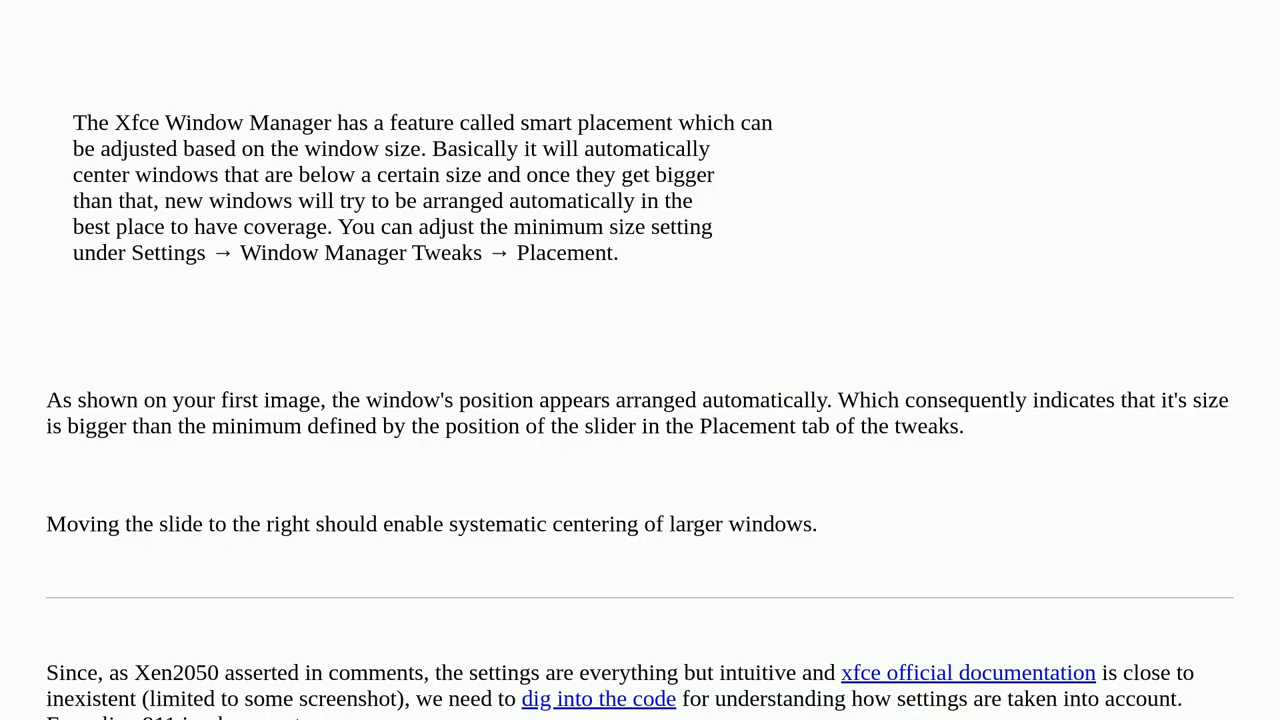 The Xfce Window Manager has a feature called smart placement which can
be adjusted based on the window size. Basically it will automatically
center windows that are below a certain size and once they get bigger
than that, new windows will try to be arranged automatically in the
best place to have coverage. You can adjust the minimum size setting
under Settings → Window Manager Tweaks → Placement.
As shown on your first image, the window's position appears arranged automatically. Which consequently indicates that it's size
is bigger than the minimum defined by the position of the slider in the Placement tab of the tweaks.
Moving the slide to the right should enable systematic centering of larger windows.
Since, as Xen2050 asserted in comments, the settings are everything but intuitive and xfce official documentation is close to
inexistent (limited to some screenshot), we need to dig into the code for understanding how settings are taken into account.